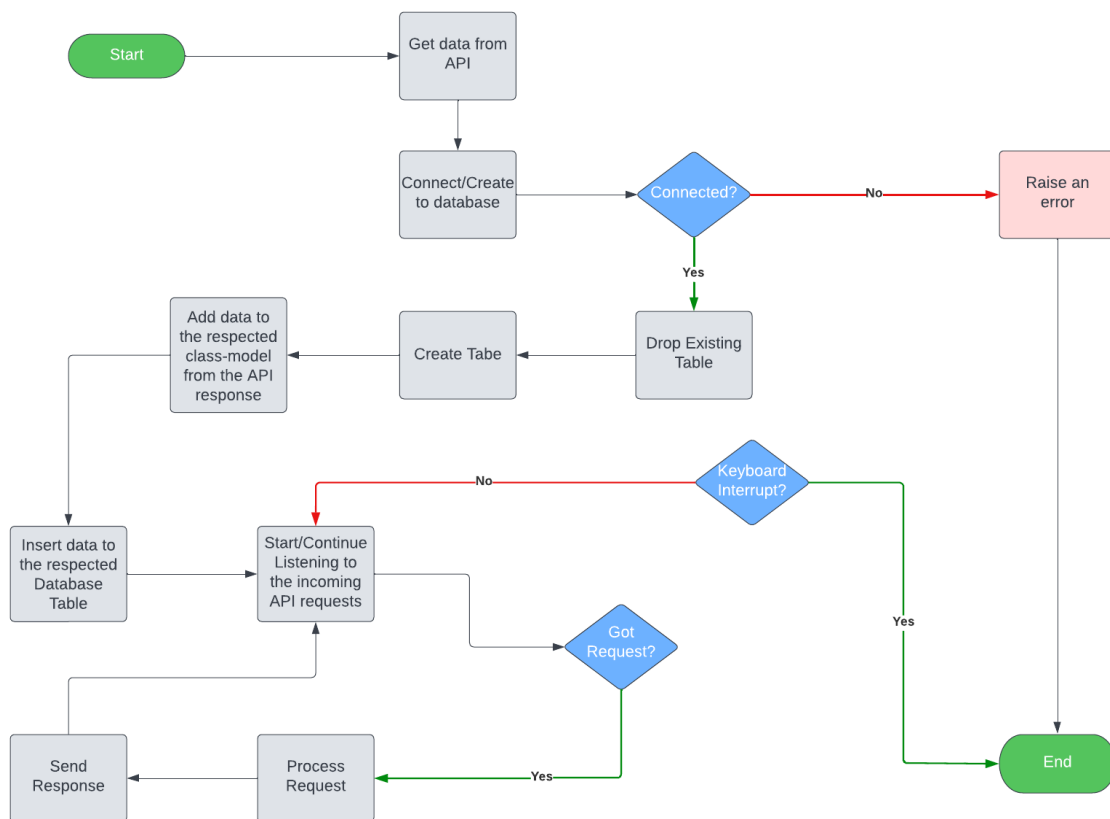 Start
Get data from
API
Connect/Create
to database
Connected?
No
Raise an
error
Yes
Add data to
the respected
class-model
from the API
response
Create Tabe
Drop Existing
Table
Keyboard
Interrupt?
No
Insert data to
the respected
Database
Table
Start/Continue
Listening to
the incoming
API requests
Got
Request?
Yes
Send
Response
Process
Request
Yes
End